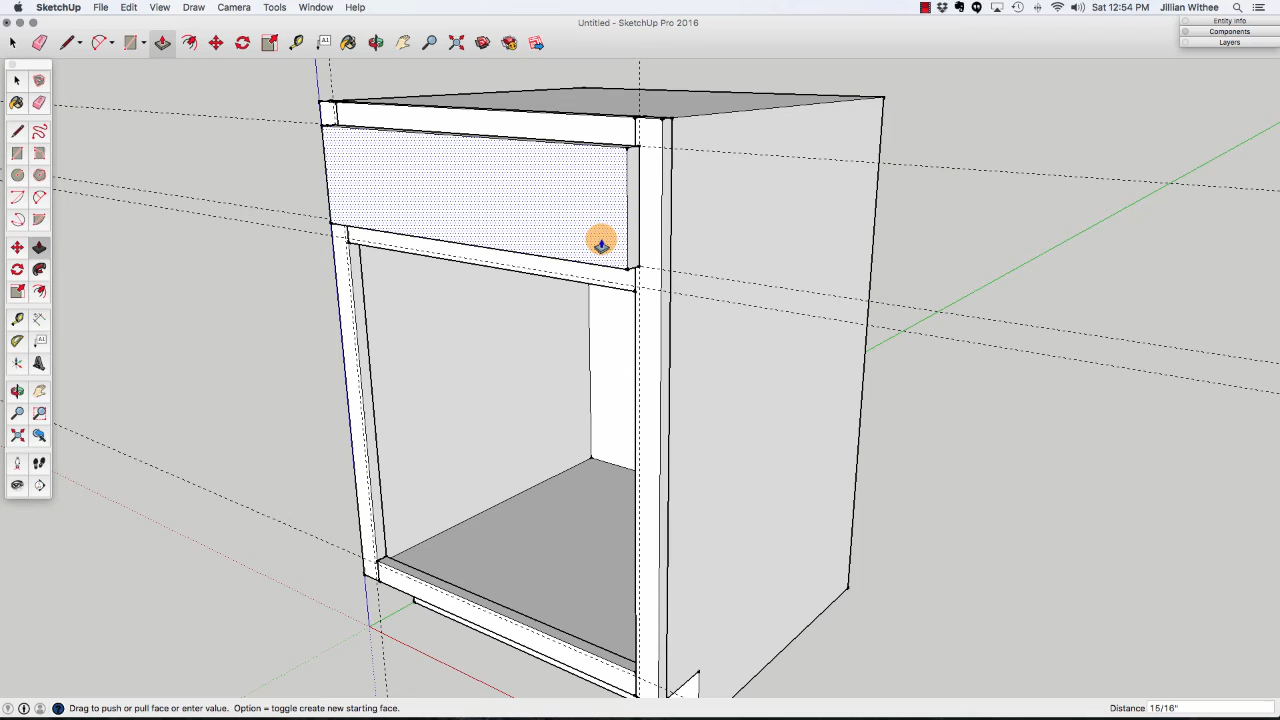 SketchUp File Edit View Camera Draw Tools Window Help Sat 12:54 PM Jillian Withee
Untitled - SketchUp Pro 2016
Entity Info
Components
Layers
A1
A1
Drag to push or pull face or enter value. Option = toggle create new starting face. Distance 15/16"